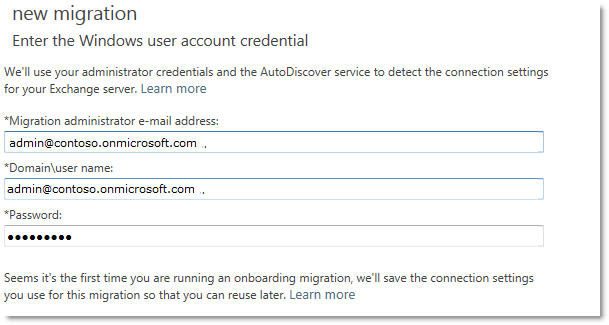 new migration
Enter the Windows user account credential
We'll use your administrator credentials and the AutoDiscover service to detect the connection settings
for your Exchange server. Learn more
*Migration administrator e-mail address:
admin@contoso.onmicrosoft.com .
*Domain\user name:
admin@contoso.onmicrosoft.com .
*Password:
●●●●●●●●●
Seems it's the first time you are running an onboarding migration, we'll save the connection settings
you use for this migration so that you can reuse later. Learn more